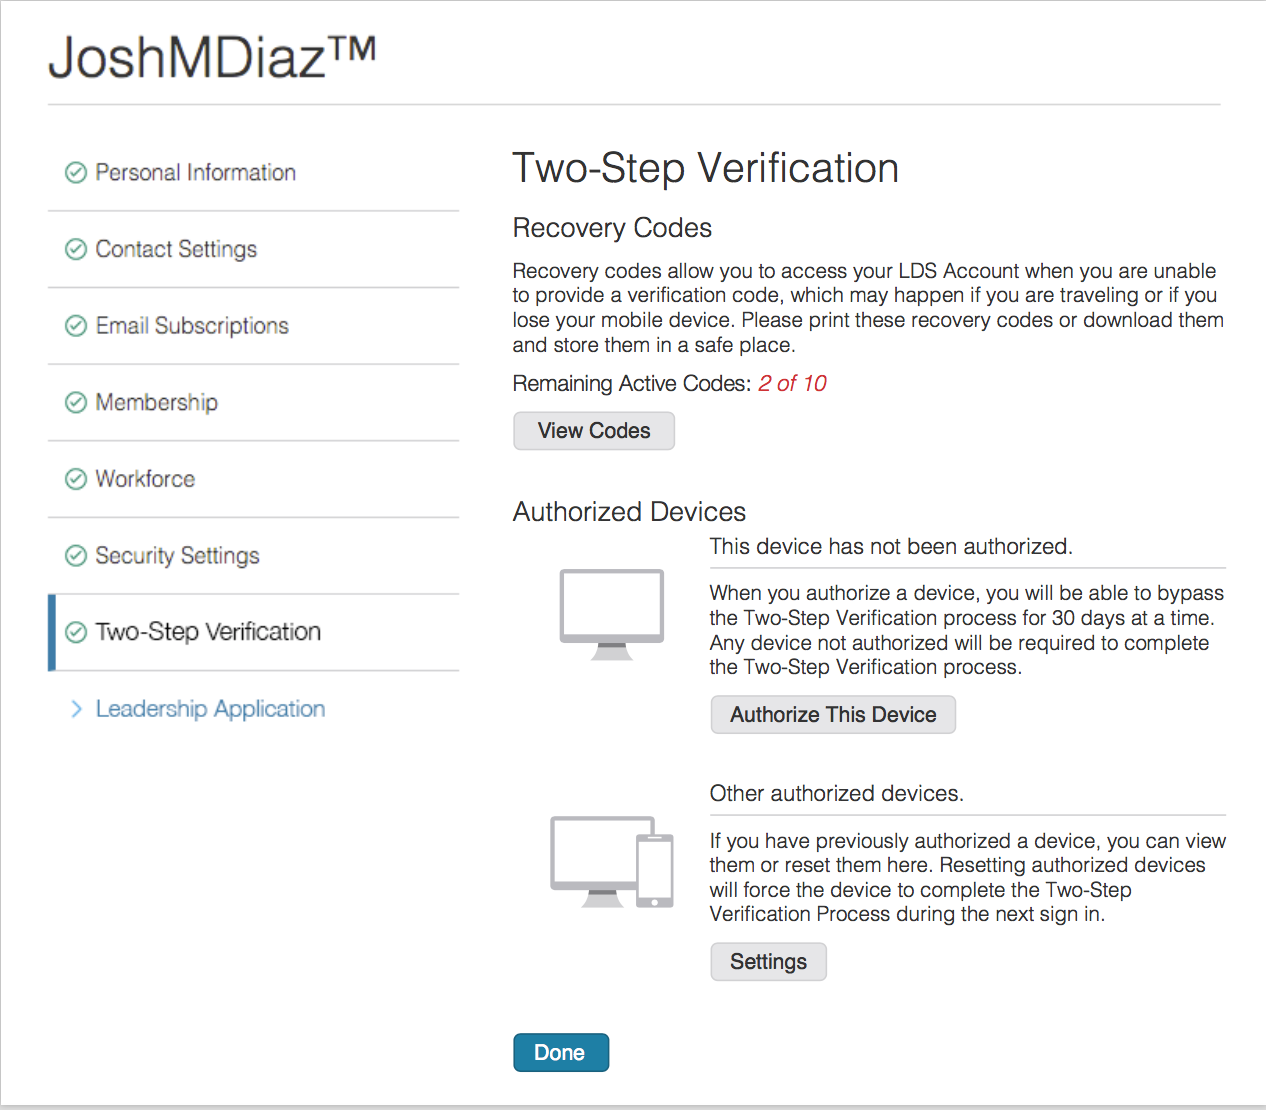 JoshMDiaz™
Personal Information
Contact Settings
Email Subscriptions
Membership
Workforce
Security Settings
Two-Step Verification
Leadership Application
Two-Step Verification
Recovery Codes
Recovery codes allow you to access your LDS Account when you are unable
to provide a verification code, which may happen if you are traveling or if you
lose your mobile device. Please print these recovery codes or download them
and store them in a safe place.
Remaining Active Codes: 2 of 10
View Codes
Authorized Devices
This device has not been authorized.
When you authorize a device, you will be able to bypass
the Two-Step Verification process for 30 days at a time.
Any device not authorized will be required to complete
the Two-Step Verification process.
Authorize This Device
Other authorized devices.
If you have previously authorized a device, you can view
them or reset them here. Resetting authorized devices
will force the device to complete the Two-Step
Verification Process during the next sign in.
Settings
Done